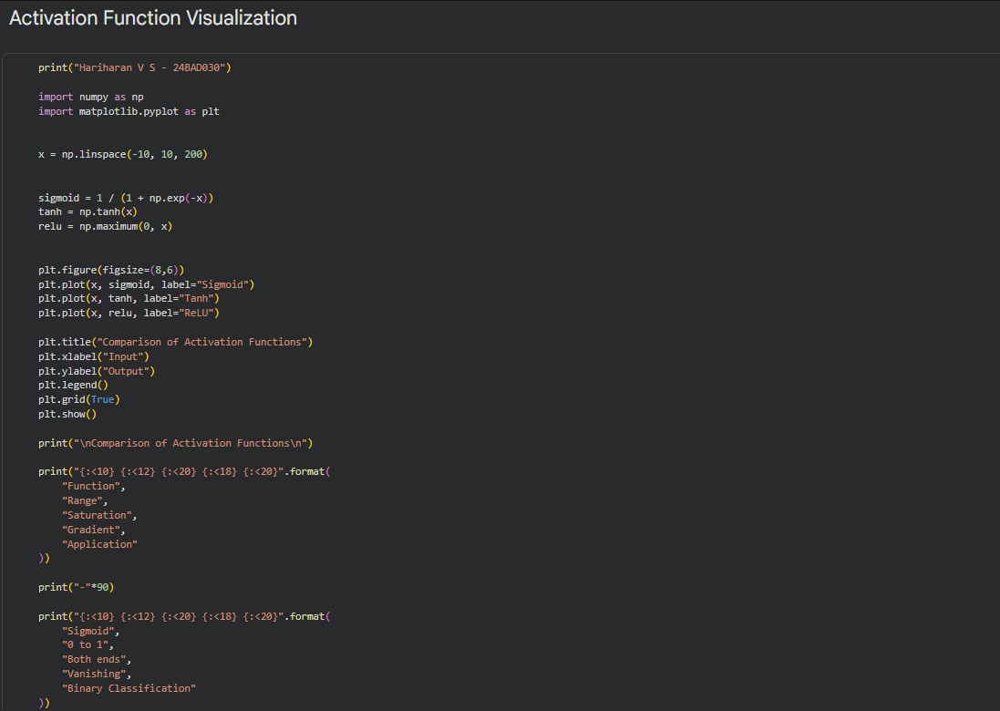 Activation Function Visualization
print("Hariharan V S - 24BAD030")
import numpy as np
import matplotlib.pyplot as plt
x = np.linspace(-10, 10, 200)
sigmoid = 1 / (1 + np.exp(-x))
tanh = np.tanh(x)
relu = np.maximum(0, x)
plt.figure(figsize=(8,6))
plt.plot(x, sigmoid, label="Sigmoid")
plt.plot(x, tanh, label="Tanh")
plt.plot(x, relu, label="ReLU")
plt.title("Comparison of Activation Functions")
plt.xlabel("Input")
plt.ylabel("Output")
plt.legend()
plt.grid(True)
plt.show()
print("\nComparison of Activation Functions\n")
print("{:<10} {:<12} {:<20} {:<18} {:<20}".format(
    "Function",
    "Range",
    "Saturation",
    "Gradient",
    "Application"
))
print("-"*90)
print("{:<10} {:<12} {:<20} {:<18} {:<20}".format(
    "Sigmoid",
    "0 to 1",
    "Both ends",
    "Vanishing",
    "Binary Classification"
))